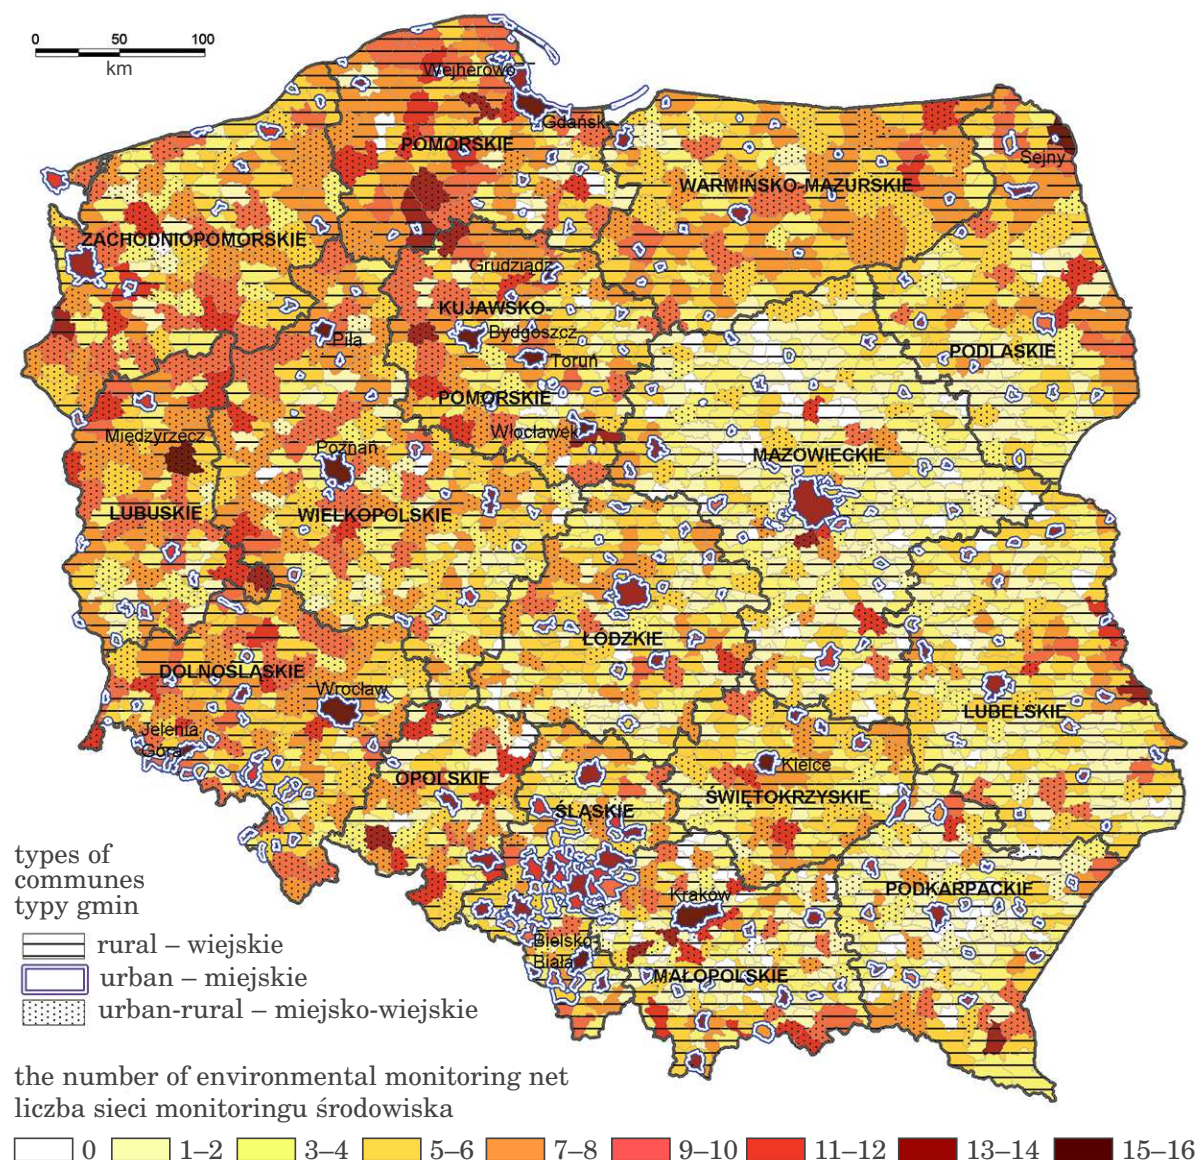 0 50 100
km
Wejherowo
Gdańsk
POMORSKIE
Sejny
WARMIŃSKO-MAZURSKIE
ZACHODNIOPOMORSKIE
Grudziądz
KUJAWSKO-
Bydgoszcz
Piła
Toruń
PODLASKIE
POMORSKIE
Włocławek
Międzyrzecz
Poznań
MAZOWIECKIE
LUBUSKIE
WIELKOPOLSKIE
ŁÓDZKIE
DOLNOŚLĄSKIE
Wrocław
LUBELSKIE
Jelenia
Góra
Kielce
OPOLSKIE
ŚWIĘTOKRZYSKIE
ŚLĄSKIE
types of
communes
typy gmin
Kraków
PODKARPACKIE
rural – wiejskie
Bielsko-
Biała
urban – miejskie
MAŁOPOLSKIE
urban-rural – miejsko-wiejskie
the number of environmental monitoring net
liczba sieci monitoringu środowiska
0 1–2 3–4 5–6 7–8 9–10 11–12 13–14 15–16